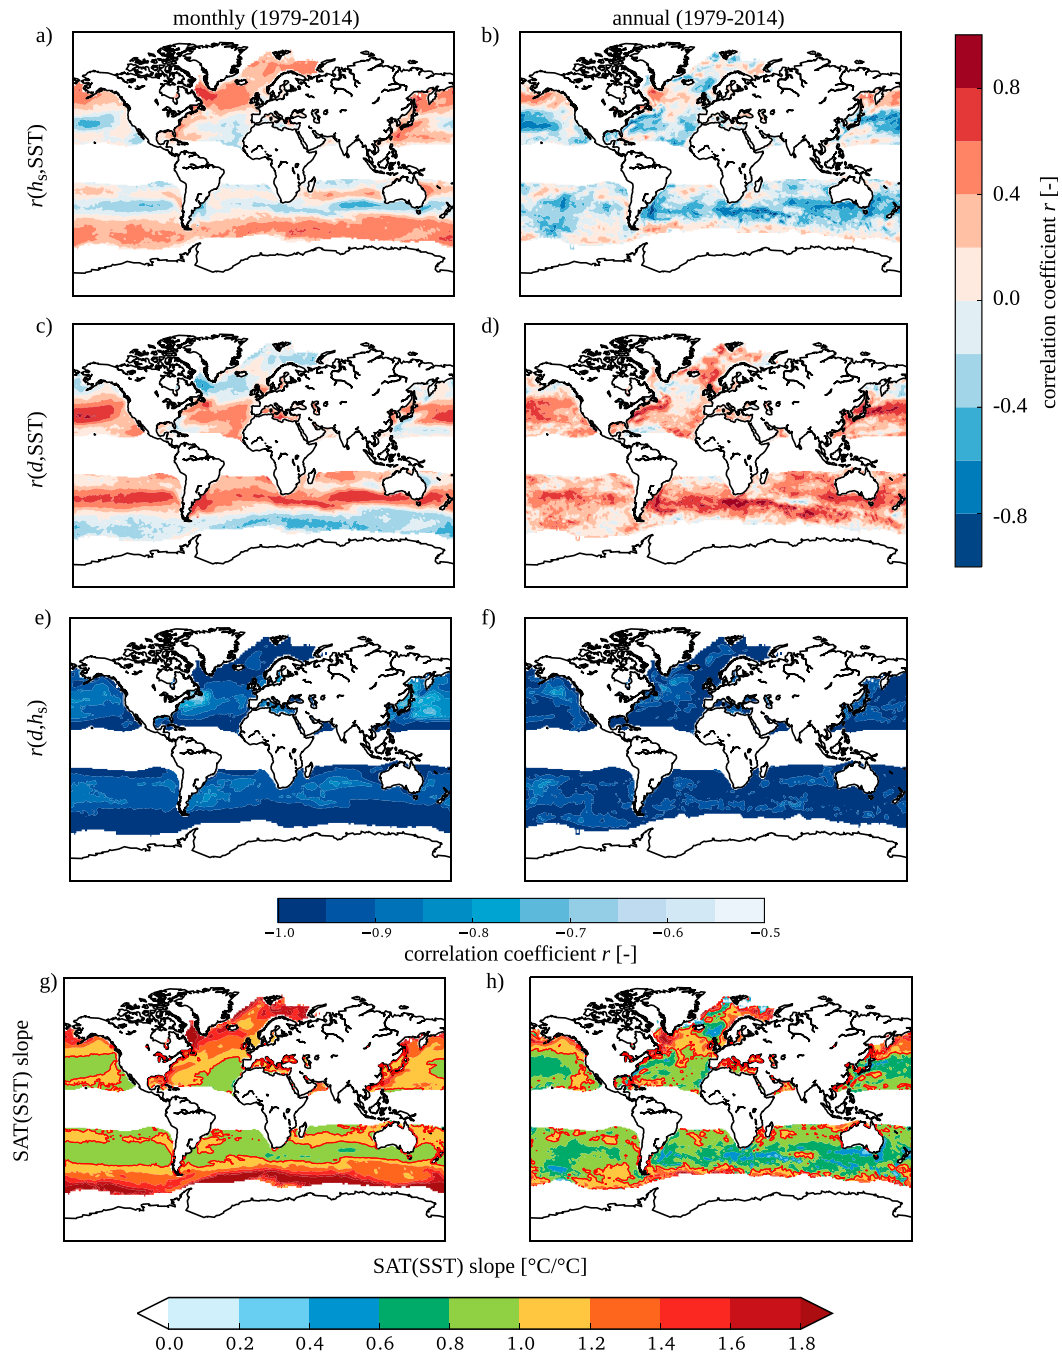 monthly (1979-2014)
annual (1979-2014)
a)
b)
r(hs,SST)
0.8
0.4
0.0
-0.4
-0.8
correlation coefficient r [-]
c)
d)
r(d,SST)
e)
f)
r(d,hs)
−1.0 −0.9 −0.8 −0.7 −0.6 −0.5
correlation coefficient r [-]
g)
h)
SAT(SST) slope
SAT(SST) slope [°C/°C]
0.0 0.2 0.4 0.6 0.8 1.0 1.2 1.4 1.6 1.8